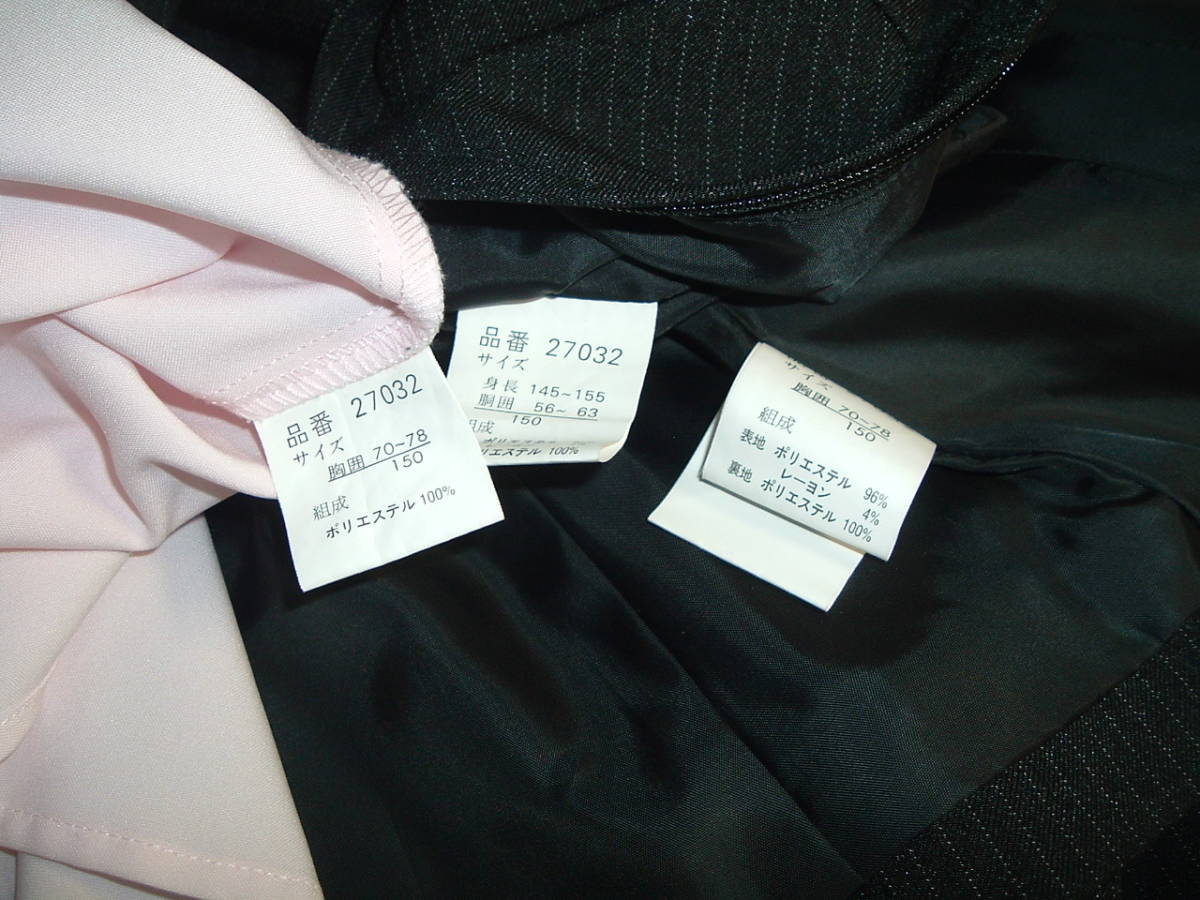 品番 27032
サイズ
胸囲 70~78
150
組成
ポリエステル 100%
品番 27032
サイズ
身長 145~155
胴囲 56~ 63
150
組成
ポリエステル 100%
サイズ
胸囲 70~78
150
組成
表地 ポリエステル 96%
レーヨン 4%
裏地 ポリエステル 100%